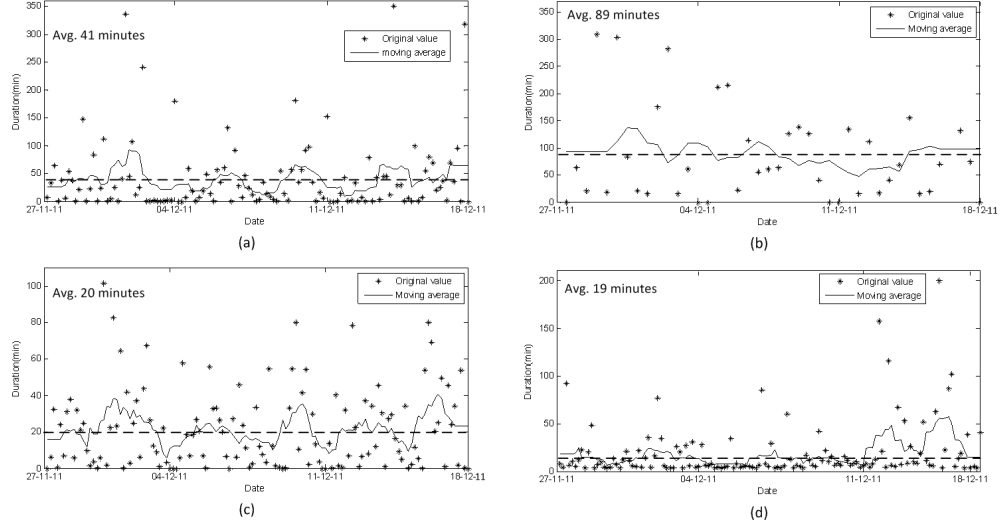 Avg. 41 minutes
Original value
moving average
Duration(min)
350
300
250
200
150
100
50
0
27-11-11
04-12-11
11-12-11
18-12-11
Date
(a)
Avg. 89 minutes
Original value
Moving average
Duration(min)
350
300
250
200
150
100
50
0
27-11-11
04-12-11
11-12-11
18-12-11
Date
(b)
Avg. 20 minutes
Original value
Moving average
Duration(min)
100
80
60
40
20
0
27-11-11
04-12-11
11-12-11
18-12-11
Date
(c)
Avg. 19 minutes
Original value
Moving average
Duration(min)
200
150
100
50
0
27-11-11
04-12-11
11-12-11
18-12-11
Date
(d)